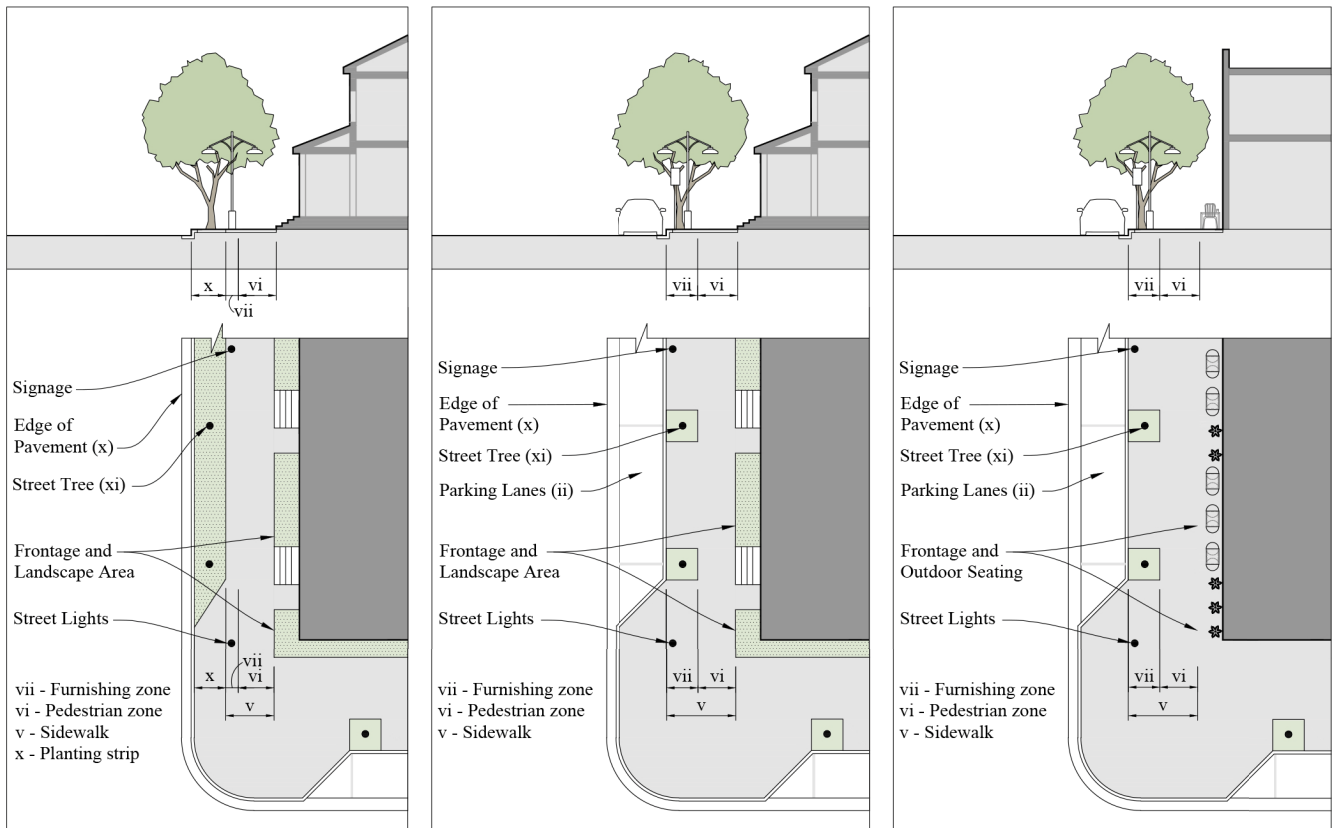 x
vi
vii
Signage
Edge of
Pavement (x)
Street Tree (xi)
Frontage and
Landscape Area
Street Lights
vii
x
vi
v
vii - Furnishing zone
vi - Pedestrian zone
v - Sidewalk
x - Planting strip
vii
vi
Signage
Edge of
Pavement (x)
Street Tree (xi)
Parking Lanes (ii)
Frontage and
Landscape Area
Street Lights
vii
vi
v
vii - Furnishing zone
vi - Pedestrian zone
v - Sidewalk
vii
vi
Signage
Edge of
Pavement (x)
Street Tree (xi)
Parking Lanes (ii)
Frontage and
Outdoor Seating
Street Lights
vii
vi
v
vii - Furnishing zone
vi - Pedestrian zone
v - Sidewalk